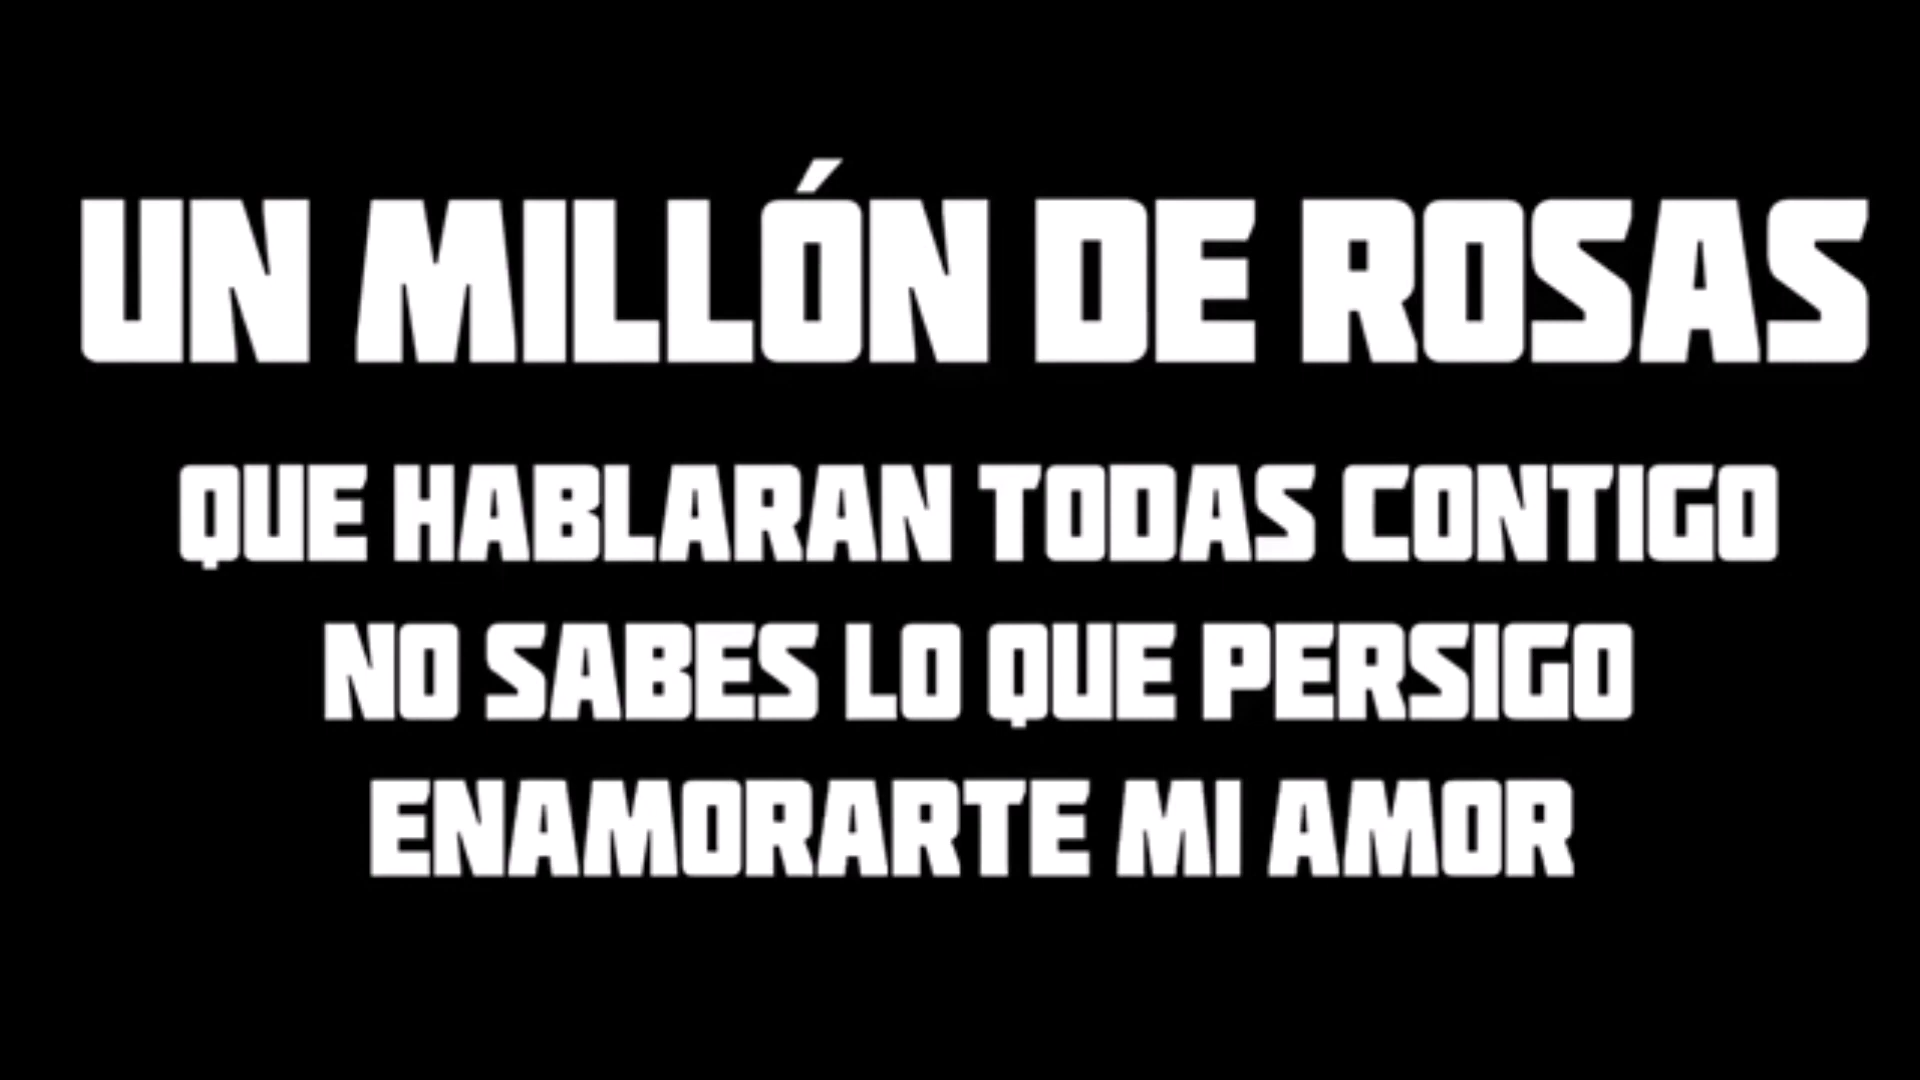 UN MILLÓN DE ROSAS
QUE HABLARAN TODAS CONTIGO
NO SABES LO QUE PERSIGO
ENAMORARTE MI AMOR